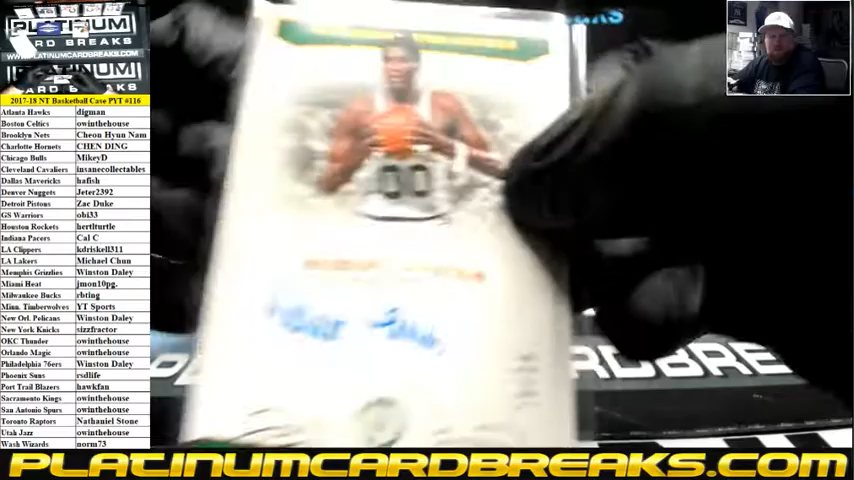 PLATINUM
CARD BREAKS
WWW.PLATINUMCARDBREAKS.COM
PLATINUM
2017-18 NT Basketball Case PYT #116
Atlanta Hawks digman
Boston Celtics owinthehouse
Brooklyn Nets Cheon Hyun Nam
Charlotte Hornets CHEN DING
Chicago Bulls MikeyD
Cleveland Cavaliers insanecollectables
Dallas Mavericks hafish
Denver Nuggets Jeter2392
Detroit Pistons Zac Duke
GS Warriors obi33
Houston Rockets hertlturtle
Indiana Pacers Cal C
LA Clippers kdriskell311
LA Lakers Michael Chun
Memphis Grizzlies Winston Daley
Miami Heat jmon10pg.
Milwaukee Bucks rbting
Minn. Timberwolves YT Sports
New Orl. Pelicans Winston Daley
New York Knicks sizzfractor
OKC Thunder owinthehouse
Orlando Magic owinthehouse
Philadelphia 76ers Winston Daley
Phoenix Suns rsdlife
Port Trail Blazers hawkfan
Sacramento Kings owinthehouse
San Antonio Spurs owinthehouse
Toronto Raptors Nathaniel Stone
Utah Jazz owinthehouse
Wash Wizards norm73
00
RDBREAKS.
PLATINUMCARDBREAKS.COM